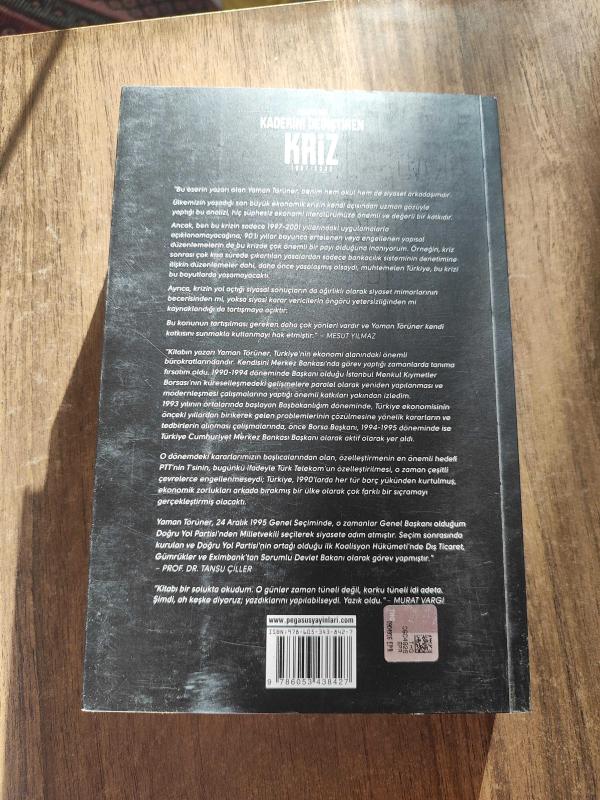 KADERİNİ DEĞİŞTİREN
KRİZ
"Bu eserin yazarı olan Yaman Törüner, benim hem okul hem de siyaset arkadaşımdır.
Ülkemizin yaşadığı son büyük ekonomik krizin kendi açısından uzman gözüyle
yaptığı bu analizi, hiç şüphesiz ekonomi literatürümüze önemli ve değerli bir katkıdır.
Ancak, ben bu krizin sadece 1997-2001 yıllarındaki uygulamalarla
açıklanamayacağına; 90'lı yıllar boyunca ertelenen veya engellenen yapısal
düzenlemelerin de bu krizde çok önemli bir payı olduğuna inanıyorum. Örneğin, kriz
sonrası çok kısa sürede çıkartılan yasalardan sadece bankacılık sisteminin denetimine
ilişkin düzenlemeler dahi, daha önce yasalaşmış olsaydı, muhtemelen Türkiye, bu krizi
bu boyutlarda yaşamayacaktı.
Ayrıca, krizin yol açtığı siyasal sonuçların da ağırlıklı olarak siyaset mimarlarının
becerisinden mi, yoksa siyasi karar vericilerin öngörü yetersizliğinden mi
kaynaklandığı da tartışmaya açıktır.
Bu konunun tartışılması gereken daha çok yönleri vardır ve Yaman Törüner kendi
katkısını sunmakla kutlanmayı hak etmiştir." – MESUT YILMAZ
"Kitabın yazarı Yaman Törüner, Türkiye'nin ekonomi alanındaki önemli
bürokratlarındandır. Kendisini Merkez Bankası'nda görev yaptığı zamanlarda tanıma
fırsatım oldu. 1990-1994 döneminde Başkanı olduğu İstanbul Menkul Kıymetler
Borsası'nın küreselleşmedeki gelişmelere paralel olarak yeniden yapılanması ve
modernleşmesi çalışmalarına yaptığı önemli katkıları yakından izledim.
1993 yılının ortalarında başlayan Başbakanlığım döneminde, Türkiye ekonomisinin
önceki yıllardan birikerek gelen problemlerinin çözülmesine yönelik kararların ve
tedbirlerin alınması çalışmalarında, önce Borsa Başkanı, 1994-1995 döneminde ise
Türkiye Cumhuriyet Merkez Bankası Başkanı olarak aktif olarak yer aldı.
O dönemdeki kararlarımızın başlıcalarından olan, özelleştirmenin en önemli hedefi
PTT'nin T'sinin, bugünkü ifadeyle Türk Telekom'un özelleştirilmesi, o zaman çeşitli
çevrelerce engellenmeseydi; Türkiye, 1990'larda her tür borç yükünden kurtulmuş,
ekonomik zorlukları arkada bırakmış bir ülke olarak çok farklı bir sıçramayı
gerçekleştirmiş olacaktı.
Yaman Törüner, 24 Aralık 1995 Genel Seçiminde, o zamanlar Genel Başkanı olduğum
Doğru Yol Partisi'nden Milletvekili seçilerek siyasete adım atmıştır. Seçim sonrasında
kurulan ve Doğru Yol Partisi'nin ortağı olduğu ilk Koalisyon Hükümeti'nde Dış Ticaret,
Gümrükler ve Eximbank'tan Sorumlu Devlet Bakanı olarak görev yapmıştır."
– PROF. DR. TANSU ÇİLLER
"Kitabı bir solukta okudum. O günler zaman tüneli değil, korku tüneli idi adeta.
Şimdi, ah keşke diyoruz; yazdıklarını yapılabilseydi. Yazık oldu." – MURAT VARGI
www.pegasusyayinlari.com
ISBN: 978-605-343-842-7
9 786053 438427